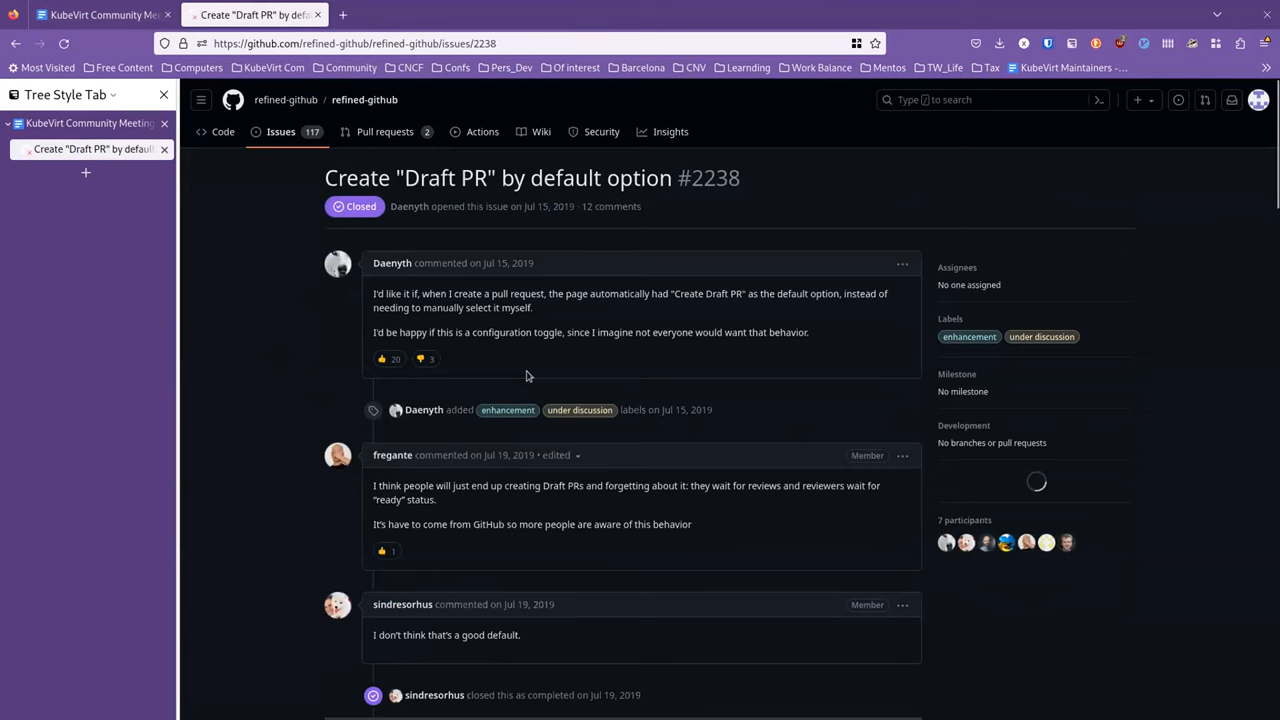 KubeVirt Community Mee
Create "Draft PR" by defa
https://github.com/refined-github/refined-github/issues/2238
Most Visited
Free Content
Computers
KubeVirt Com
Community
CNCF
Confs
Pers_Dev
Of interest
Barcelona
CNV
Learnding
Work Balance
Mentos
TW_Life
Tax
KubeVirt Maintainers -…
Tree Style Tab
KubeVirt Community Meeting
Create "Draft PR" by default
refined-github / refined-github
Type / to search
Code
Issues 117
Pull requests 2
Actions
Wiki
Security
Insights
Create "Draft PR" by default option #2238
Closed Daenyth opened this issue on Jul 15, 2019 · 12 comments
Daenyth commented on Jul 15, 2019
I'd like it if, when I create a pull request, the page automatically had "Create Draft PR" as the default option, instead of
needing to manually select it myself.
I'd be happy if this is a configuration toggle, since I imagine not everyone would want that behavior.
👍 20 👎 3
Daenyth added enhancement under discussion labels on Jul 15, 2019
fregante commented on Jul 19, 2019 • edited
Member
I think people will just end up creating Draft PRs and forgetting about it: they wait for reviews and reviewers wait for
“ready” status.
It's have to come from GitHub so more people are aware of this behavior
👍 1
sindresorhus commented on Jul 19, 2019
Member
I don't think that's a good default.
sindresorhus closed this as completed on Jul 19, 2019
Assignees
No one assigned
Labels
enhancement under discussion
Milestone
No milestone
Development
No branches or pull requests
7 participants